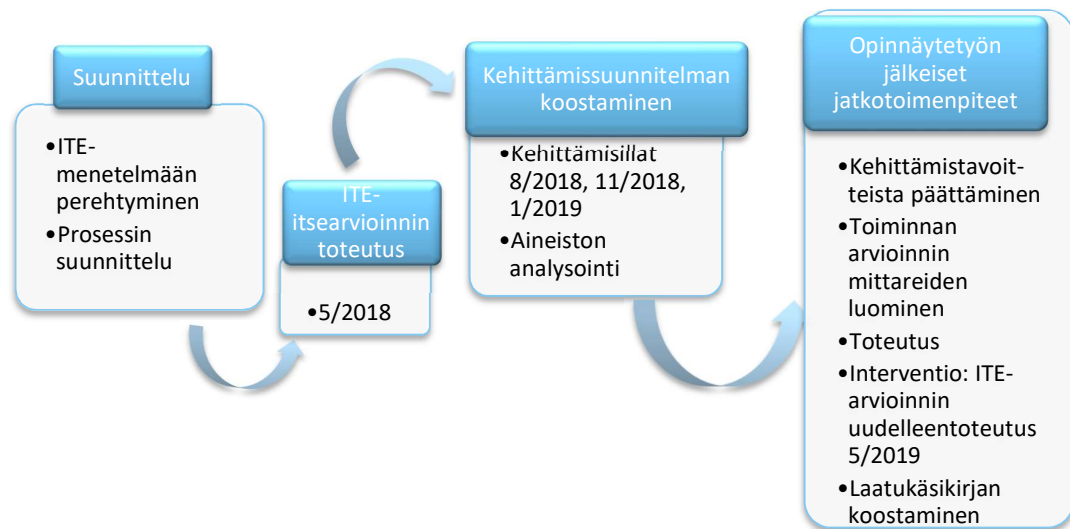 Suunnittelu
•ITE-
menetelmään
perehtyminen
•Prosessin
suunnittelu
ITE-
itsearvioinnin
toteutus
•5/2018
Kehittämissuunnitelman
koostaminen
•Kehittämisillat
8/2018, 11/2018,
1/2019
•Aineiston
analysointi
Opinnäytetyön
jälkeiset
jatkotoimenpiteet
•Kehittämistavoit-
teista päättäminen
•Toiminnan
arvioinnin
mittareiden
luominen
•Toteutus
•Interventio: ITE-
arvioinnin
uudelleentoteutus
5/2019
•Laatukäsikirjan
koostaminen